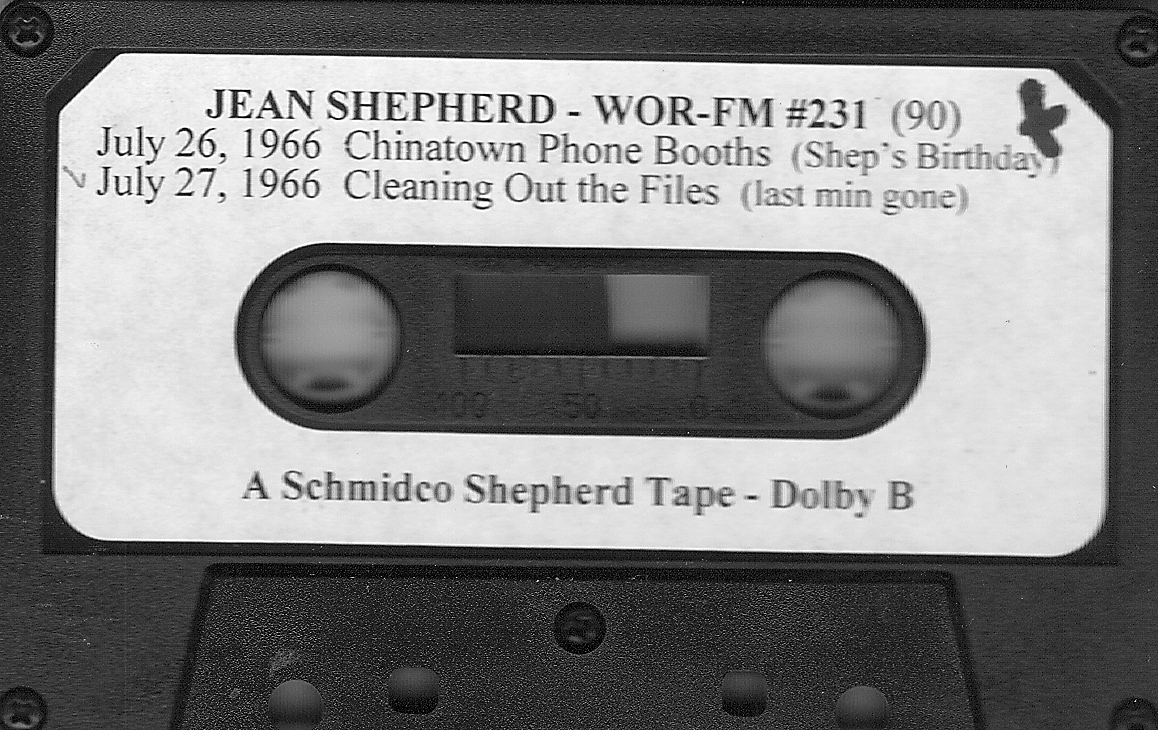 JEAN SHEPHERD - WOR-FM #231 (90)
July 26, 1966 Chinatown Phone Booths (Shep's Birthday)
July 27, 1966 Cleaning Out the Files (last min gone)
100 50 0
A Schmidco Shepherd Tape - Dolby B